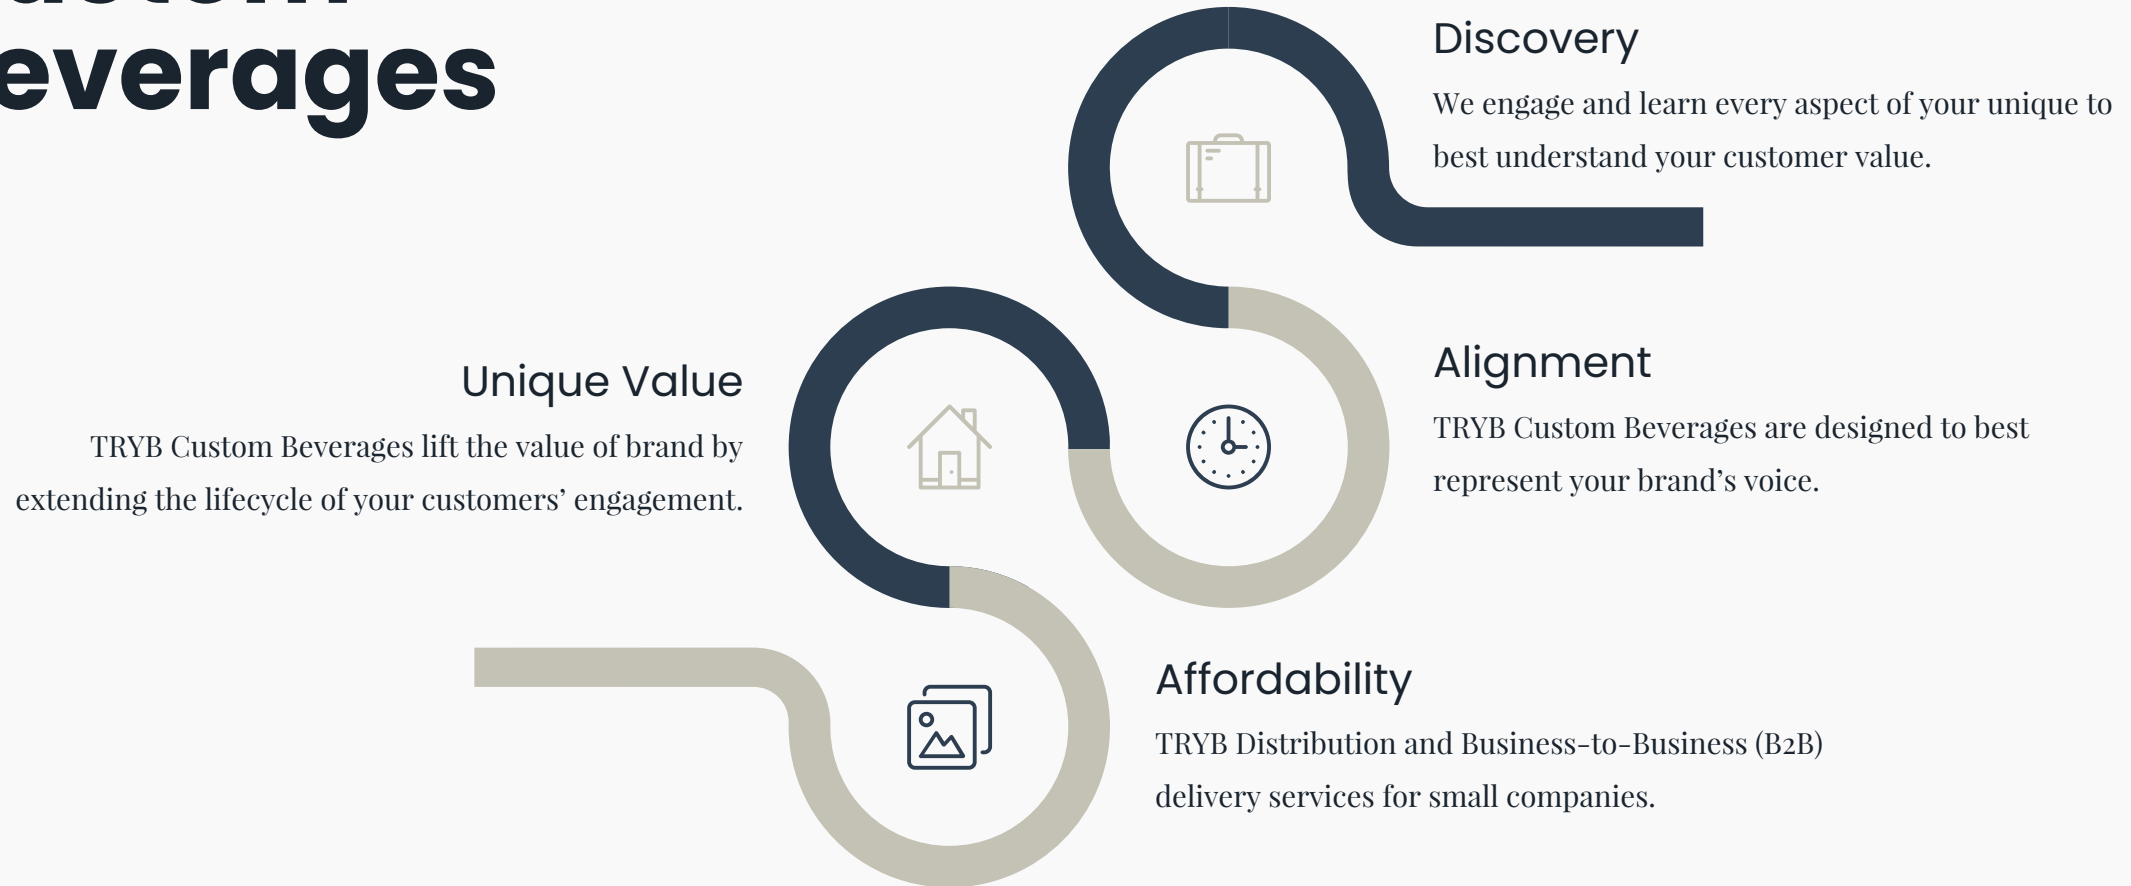 everages
Discovery
We engage and learn every aspect of your unique to
best understand your customer value.
Unique Value
TRYB Custom Beverages lift the value of brand by
extending the lifecycle of your customers’ engagement.
Alignment
TRYB Custom Beverages are designed to best
represent your brand’s voice.
Affordability
TRYB Distribution and Business-to-Business (B2B)
delivery services for small companies.